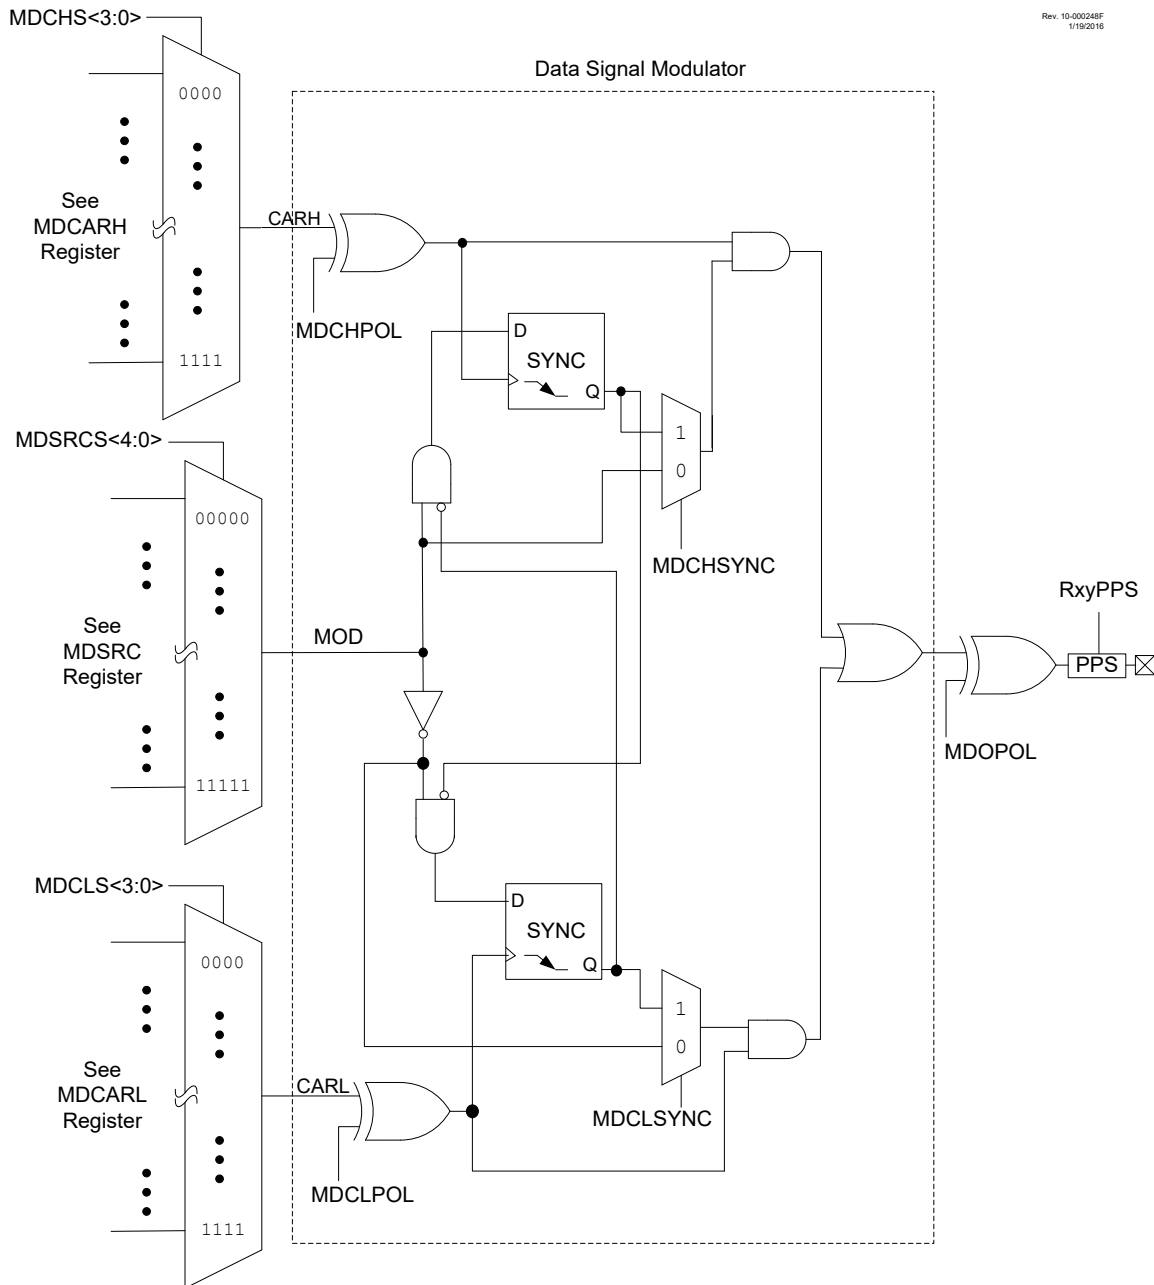 MDCHS<3:0>
Rev. 10-000248F
1/19/2016
Data Signal Modulator
0000
See
MDCARH
Register
CARH
MDCHPOL
1111
D
SYNC
Q
1
0
MDCHSYNC
MDSRCS<4:0>
00000
See
MDSRC
Register
MOD
11111
RxyPPS
PPS
MDOPOL
MDCLS<3:0>
0000
D
SYNC
Q
1
0
MDCLSYNC
See
MDCARL
Register
CARL
MDCLPOL
1111